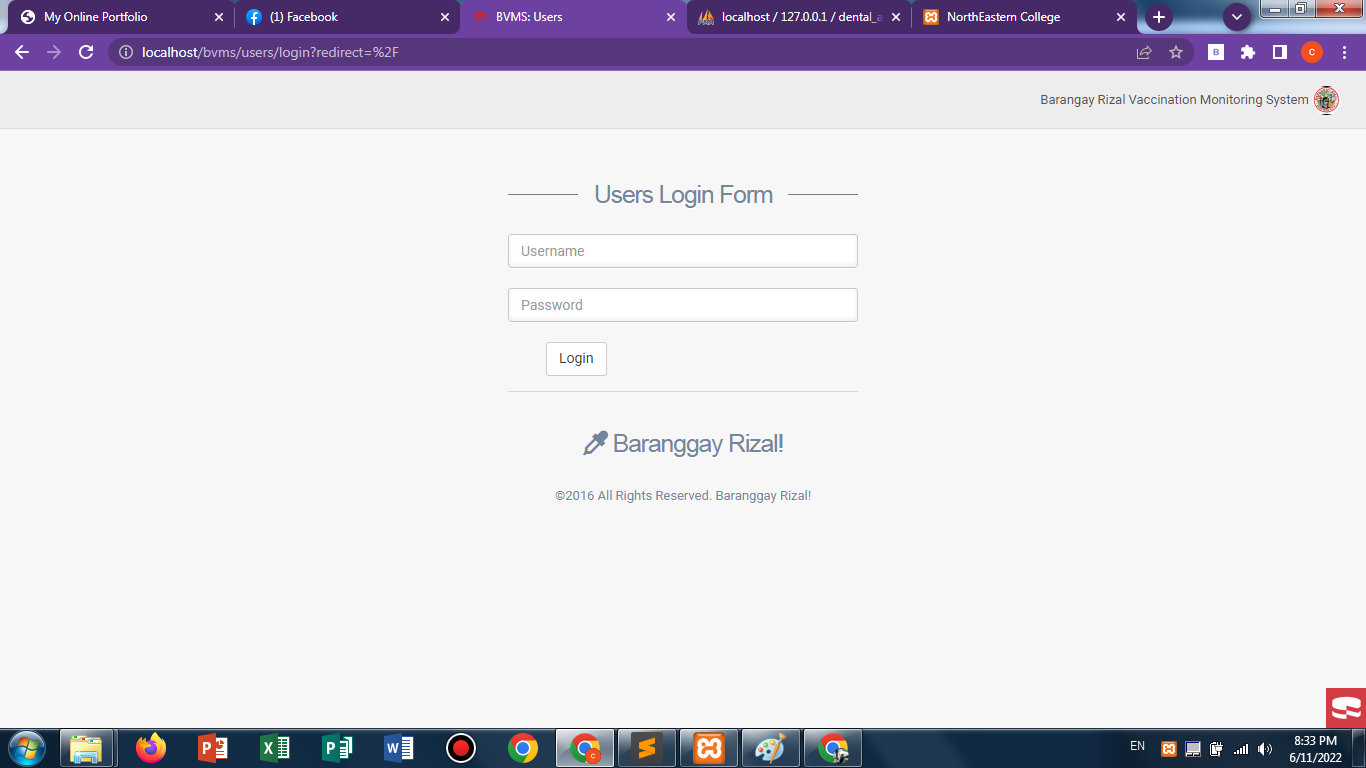 My Online Portfolio
(1) Facebook
BVMS: Users
localhost / 127.0.0.1 / dental_a
NorthEastern College
localhost/bvms/users/login?redirect=%2F
B
C
Barangay Rizal Vaccination Monitoring System
Users Login Form
Username
Password
Login
Baranggay Rizal!
©2016 All Rights Reserved. Baranggay Rizal!
EN
8:33 PM
6/11/2022